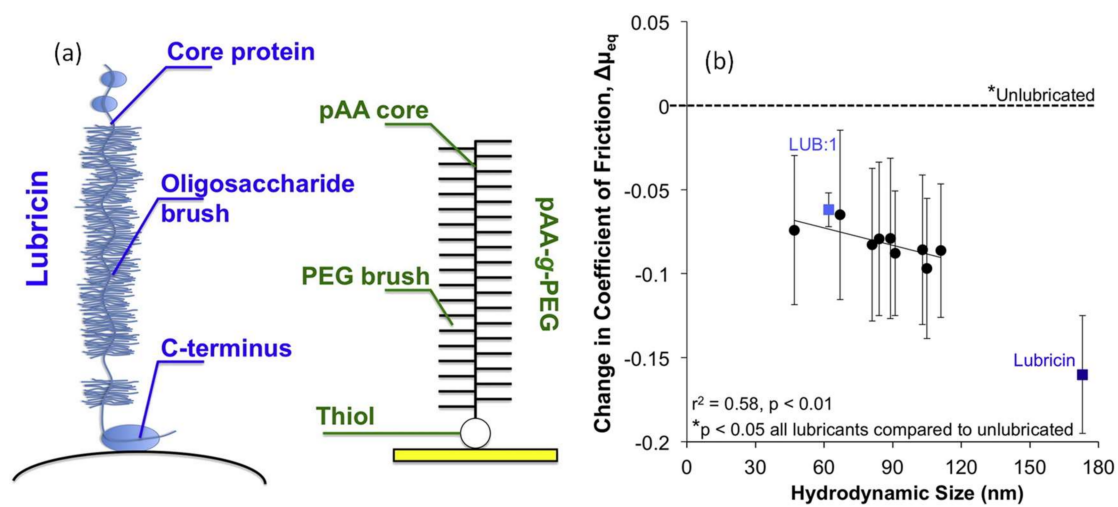 (a)
Core protein
Lubricin
Oligosaccharide
brush
C-terminus
pAA core
PEG brush
pAA-g-PEG
Thiol
(b)
Change in Coefficient of Friction, Δμeq
0.05
0
-0.05
-0.1
-0.15
-0.2
*Unlubricated
LUB:1
Lubricin
r² = 0.58, p < 0.01
*p < 0.05 all lubricants compared to unlubricated
0 30 60 90 120 150 180
Hydrodynamic Size (nm)